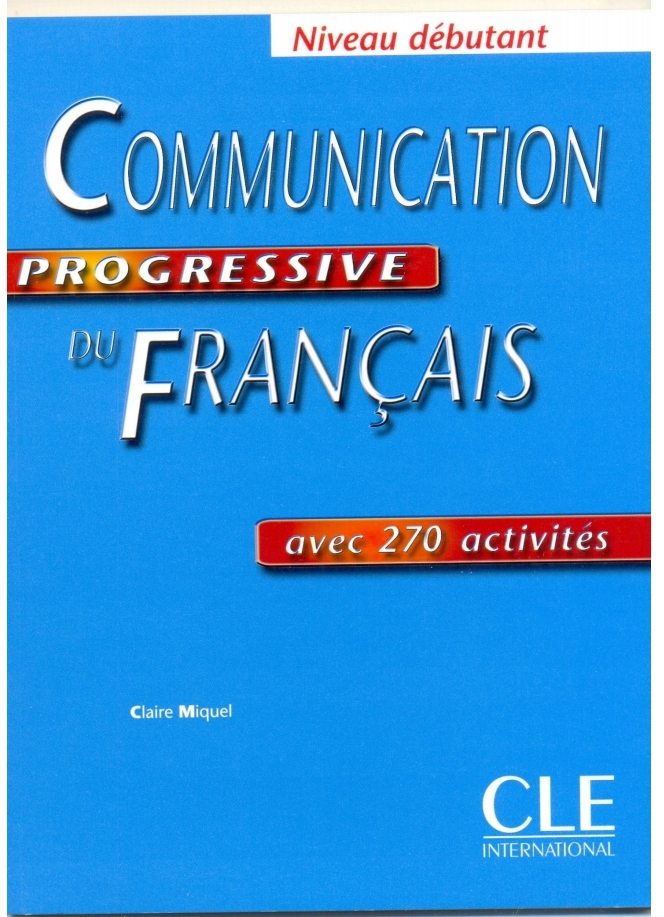 Niveau débutant
COMMUNICATION
PROGRESSIVE
DU FRANÇAIS
avec 270 activités
Claire Miquel
CLE
INTERNATIONAL